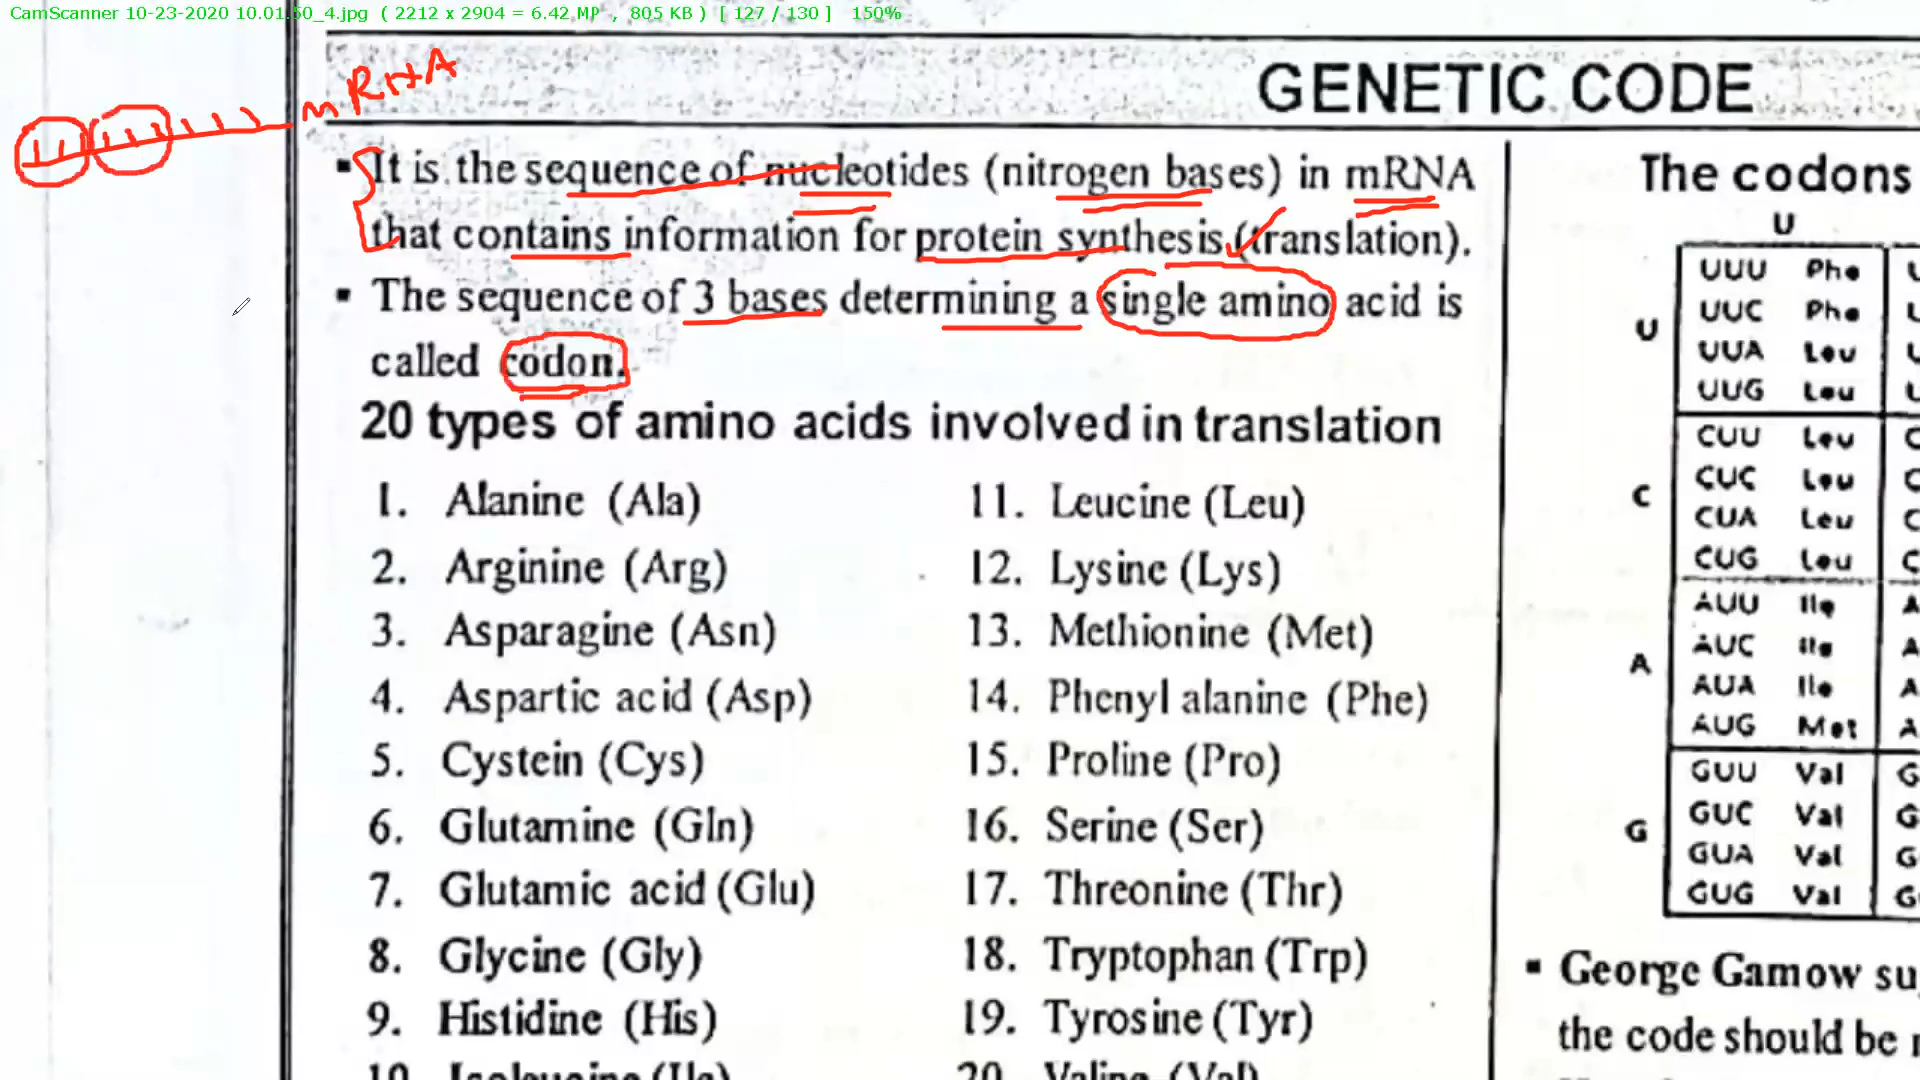 CamScanner 10-23-2020 10.01.50_4.jpg ( 2212 x 2904 = 6.42 MP , 805 KB ) [ 127 / 130 ] 150%
mRNA
GENETIC CODE
▪ It is the sequence of nucleotides (nitrogen bases) in mRNA
that contains information for protein synthesis (translation).
▪ The sequence of 3 bases determining a single amino acid is
called codon.
20 types of amino acids involved in translation
1. Alanine (Ala)
2. Arginine (Arg)
3. Asparagine (Asn)
4. Aspartic acid (Asp)
5. Cystein (Cys)
6. Glutamine (Gln)
7. Glutamic acid (Glu)
8. Glycine (Gly)
9. Histidine (His)
10. Isoleucine (Ile)
11. Leucine (Leu)
12. Lysine (Lys)
13. Methionine (Met)
14. Phenyl alanine (Phe)
15. Proline (Pro)
16. Serine (Ser)
17. Threonine (Thr)
18. Tryptophan (Trp)
19. Tyrosine (Tyr)
20. Valine (Val)
The codons
U
U
UUU Phe
UUC Phe
UUA Leu
UUG Leu
C
CUU Leu
CUC Leu
CUA Leu
CUG Leu
A
AUU Ile
AUC Ile
AUA Ile
AUG Met
G
GUU Val
GUC Val
GUA Val
GUG Val
▪ George Gamow
the code should be